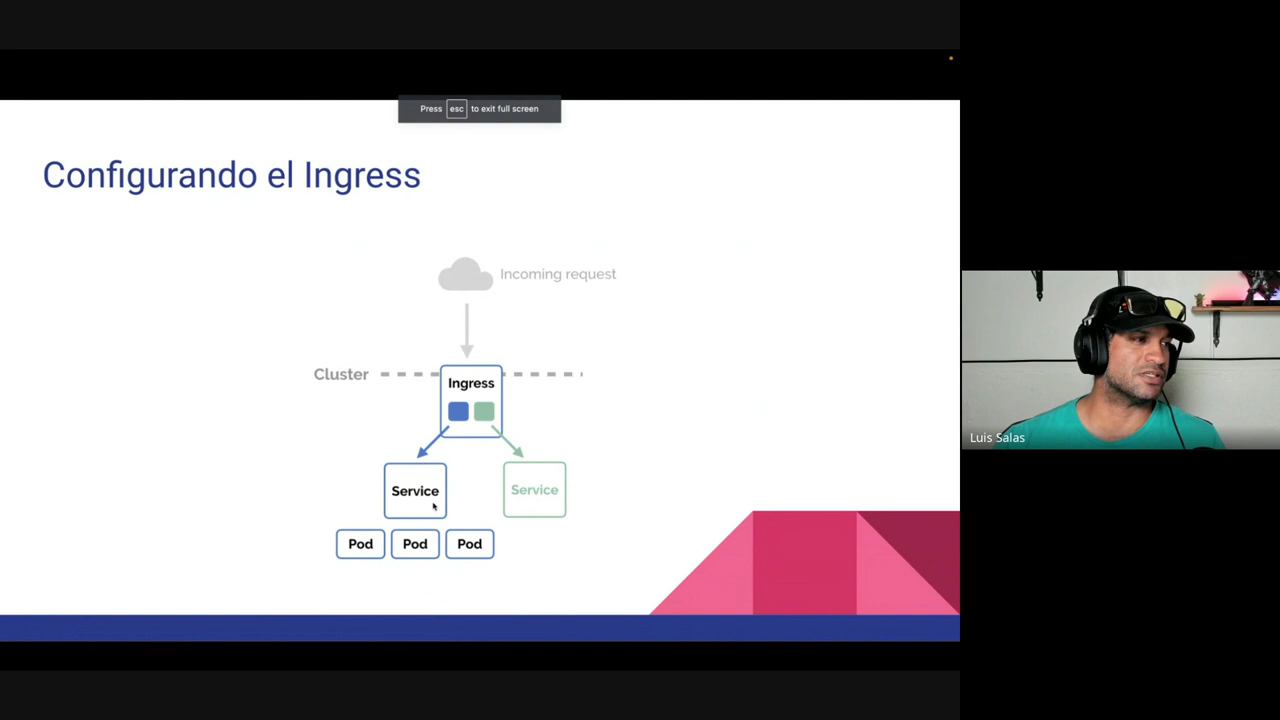 Press esc to exit full screen
Configurando el Ingress
Incoming request
Cluster
Ingress
Service
Service
Pod Pod Pod
Luis Salas